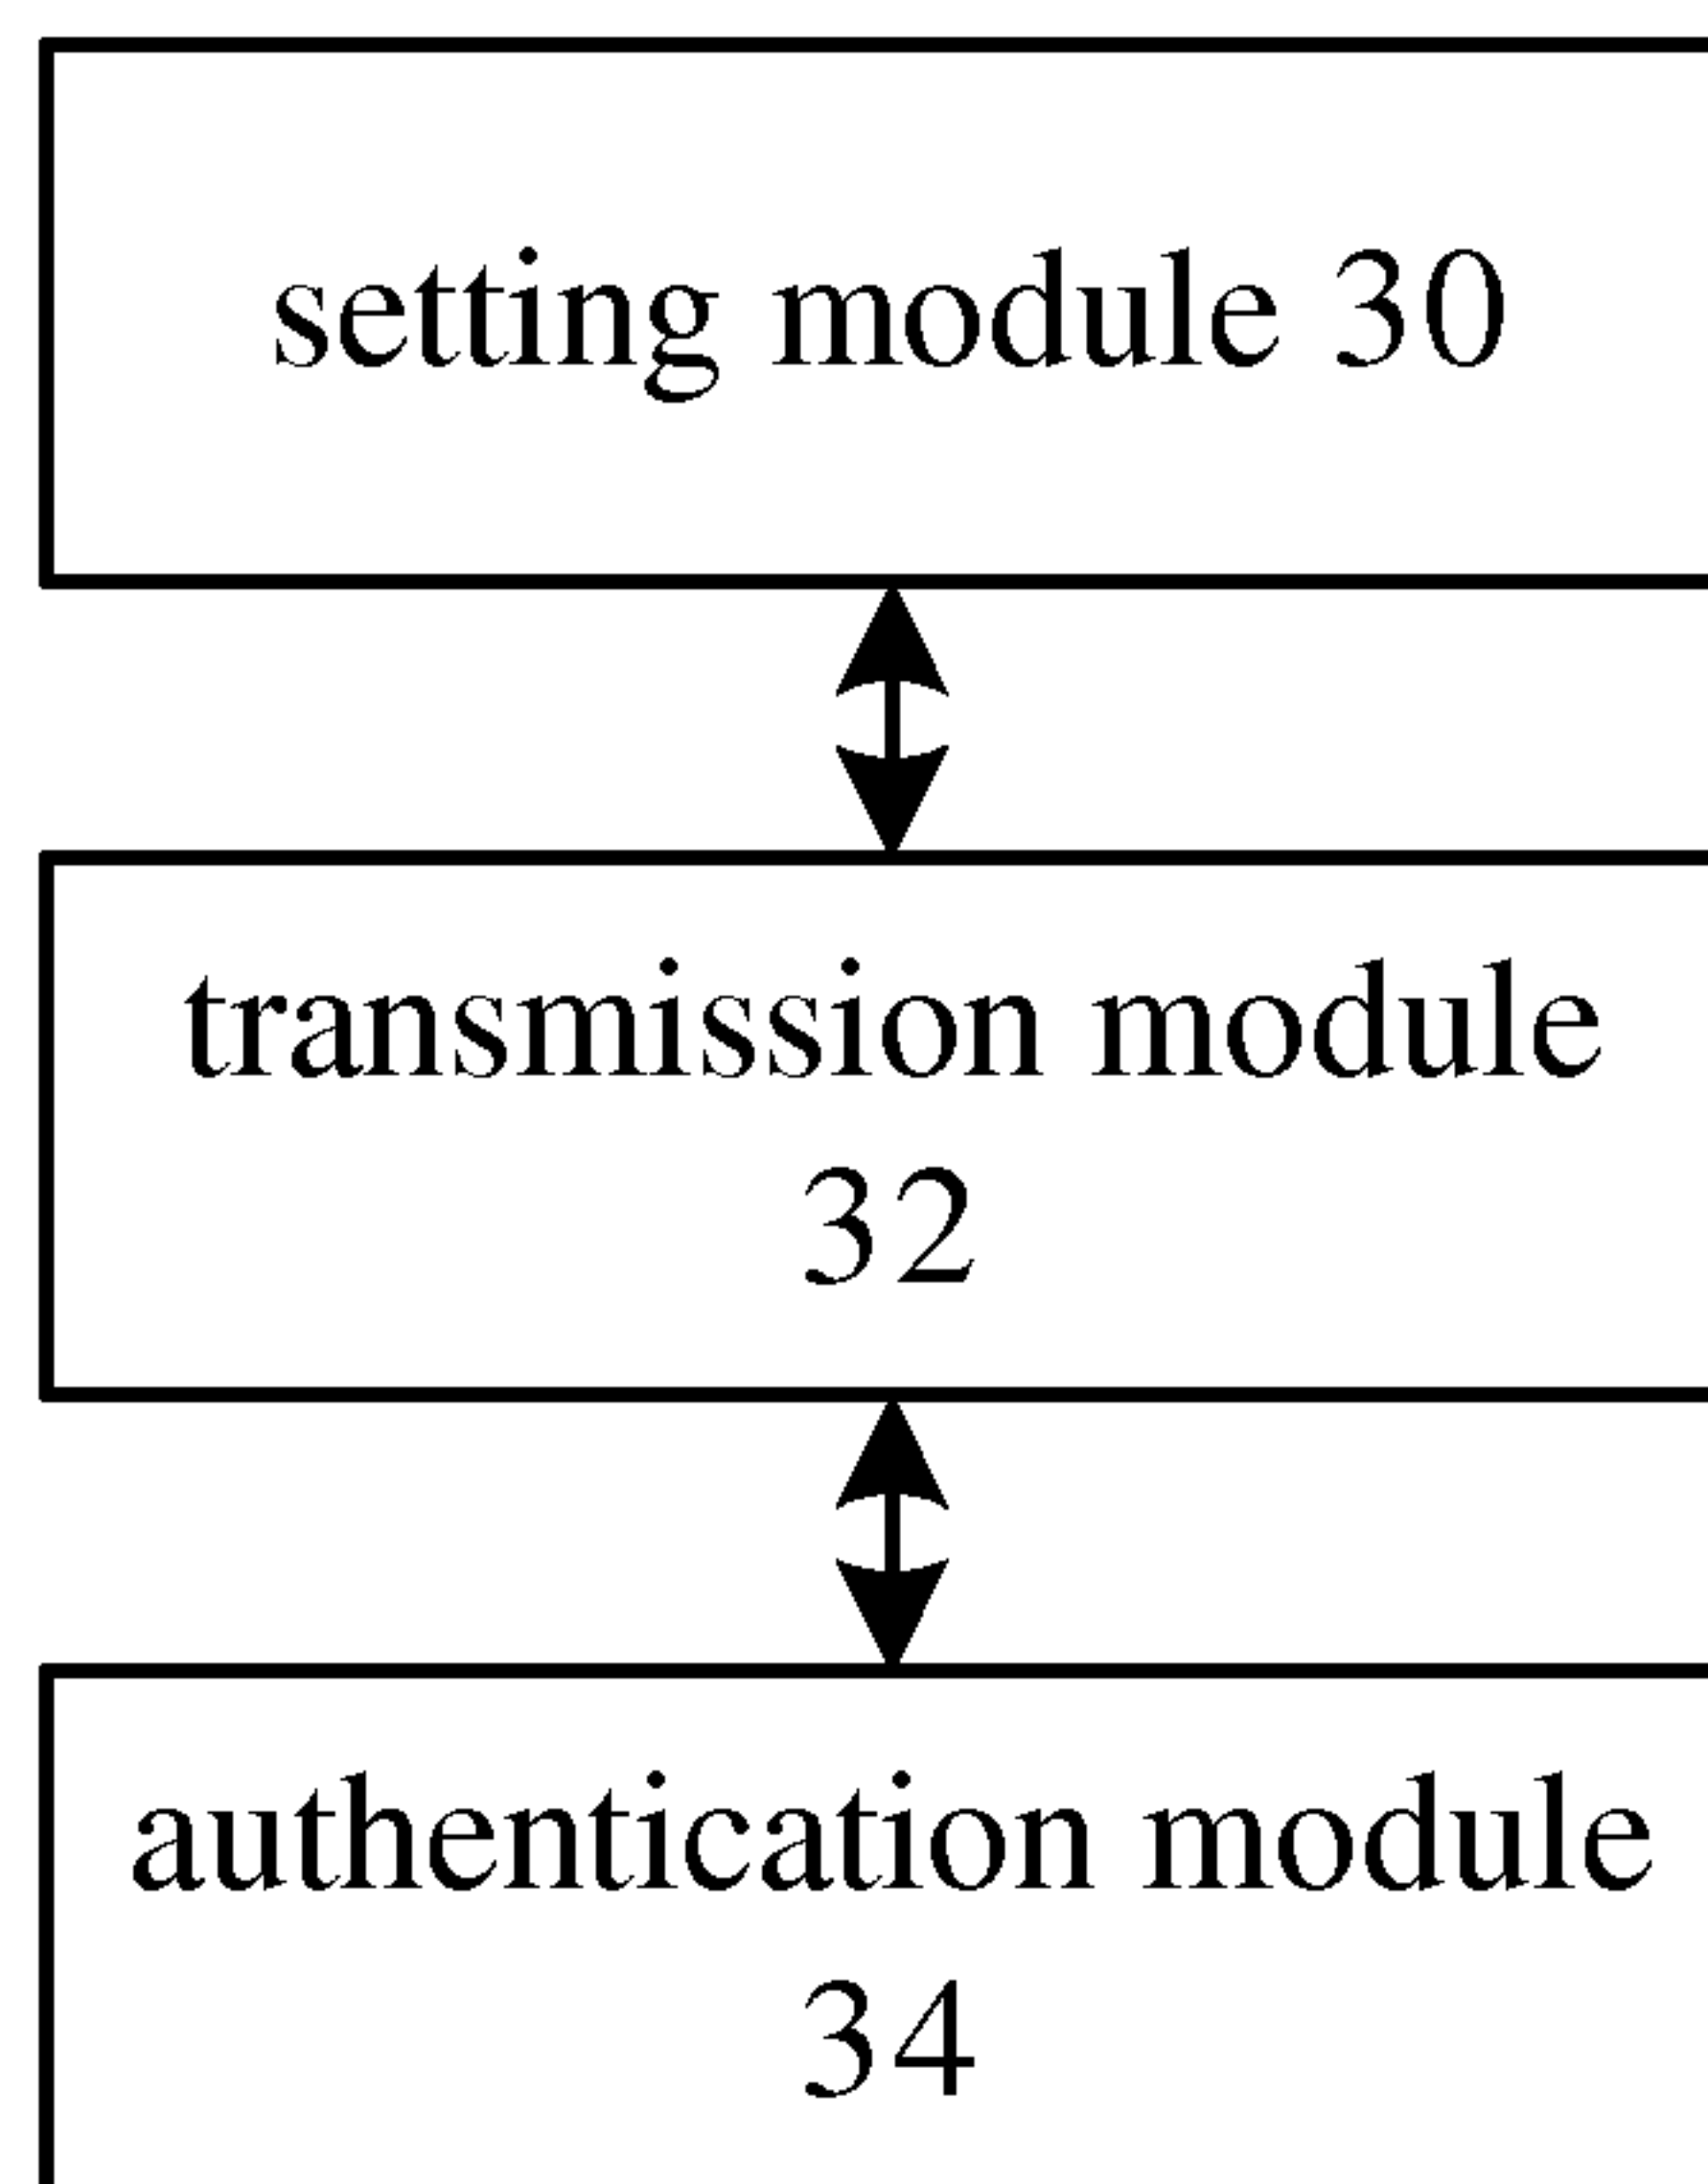 setting module 30
transmission module
32
authentication module
34